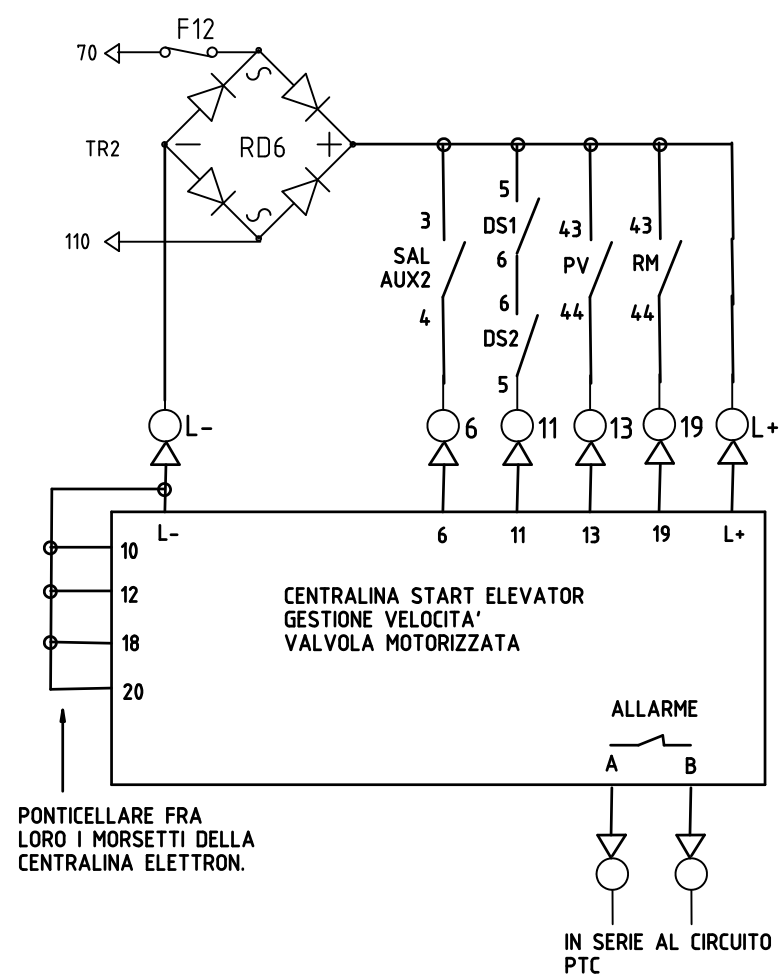 F12
70
TR2
−
RD6
+
110
5
3
DS1
43
43
SAL
6
PV
RM
AUX2
6
4
44
44
DS2
5
L−
6
11
13
19
L+
L−
6
11
13
19
L+
10
12
18
20
CENTRALINA START ELEVATOR
GESTIONE VELOCITA'
VALVOLA MOTORIZZATA
ALLARME
A
B
PONTICELLARE FRA
LORO I MORSETTI DELLA
CENTRALINA ELETTRON.
IN SERIE AL CIRCUITO
PTC